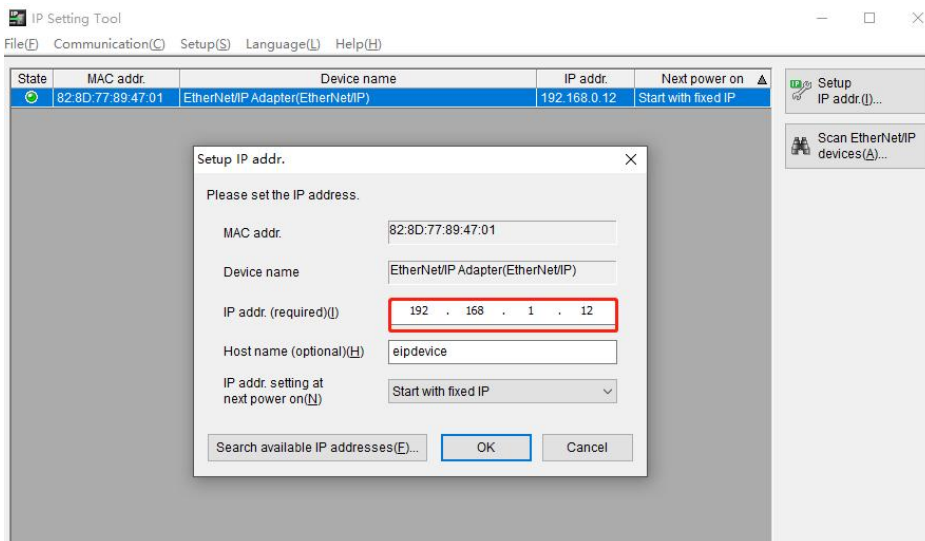 IP Setting Tool
File(F) Communication(C) Setup(S) Language(L) Help(H)
State MAC addr. Device name IP addr. Next power on
82:8D:77:89:47:01 EtherNet/IP Adapter(EtherNet/IP) 192.168.0.12 Start with fixed IP
Setup
IP addr.(I)...
Scan EtherNet/IP
devices(A)...
Setup IP addr.
Please set the IP address.
MAC addr. 82:8D:77:89:47:01
Device name EtherNet/IP Adapter(EtherNet/IP)
IP addr. (required)(I) 192 . 168 . 1 . 12
Host name (optional)(H) eipdevice
IP addr. setting at
next power on(N) Start with fixed IP
Search available IP addresses(F)... OK Cancel